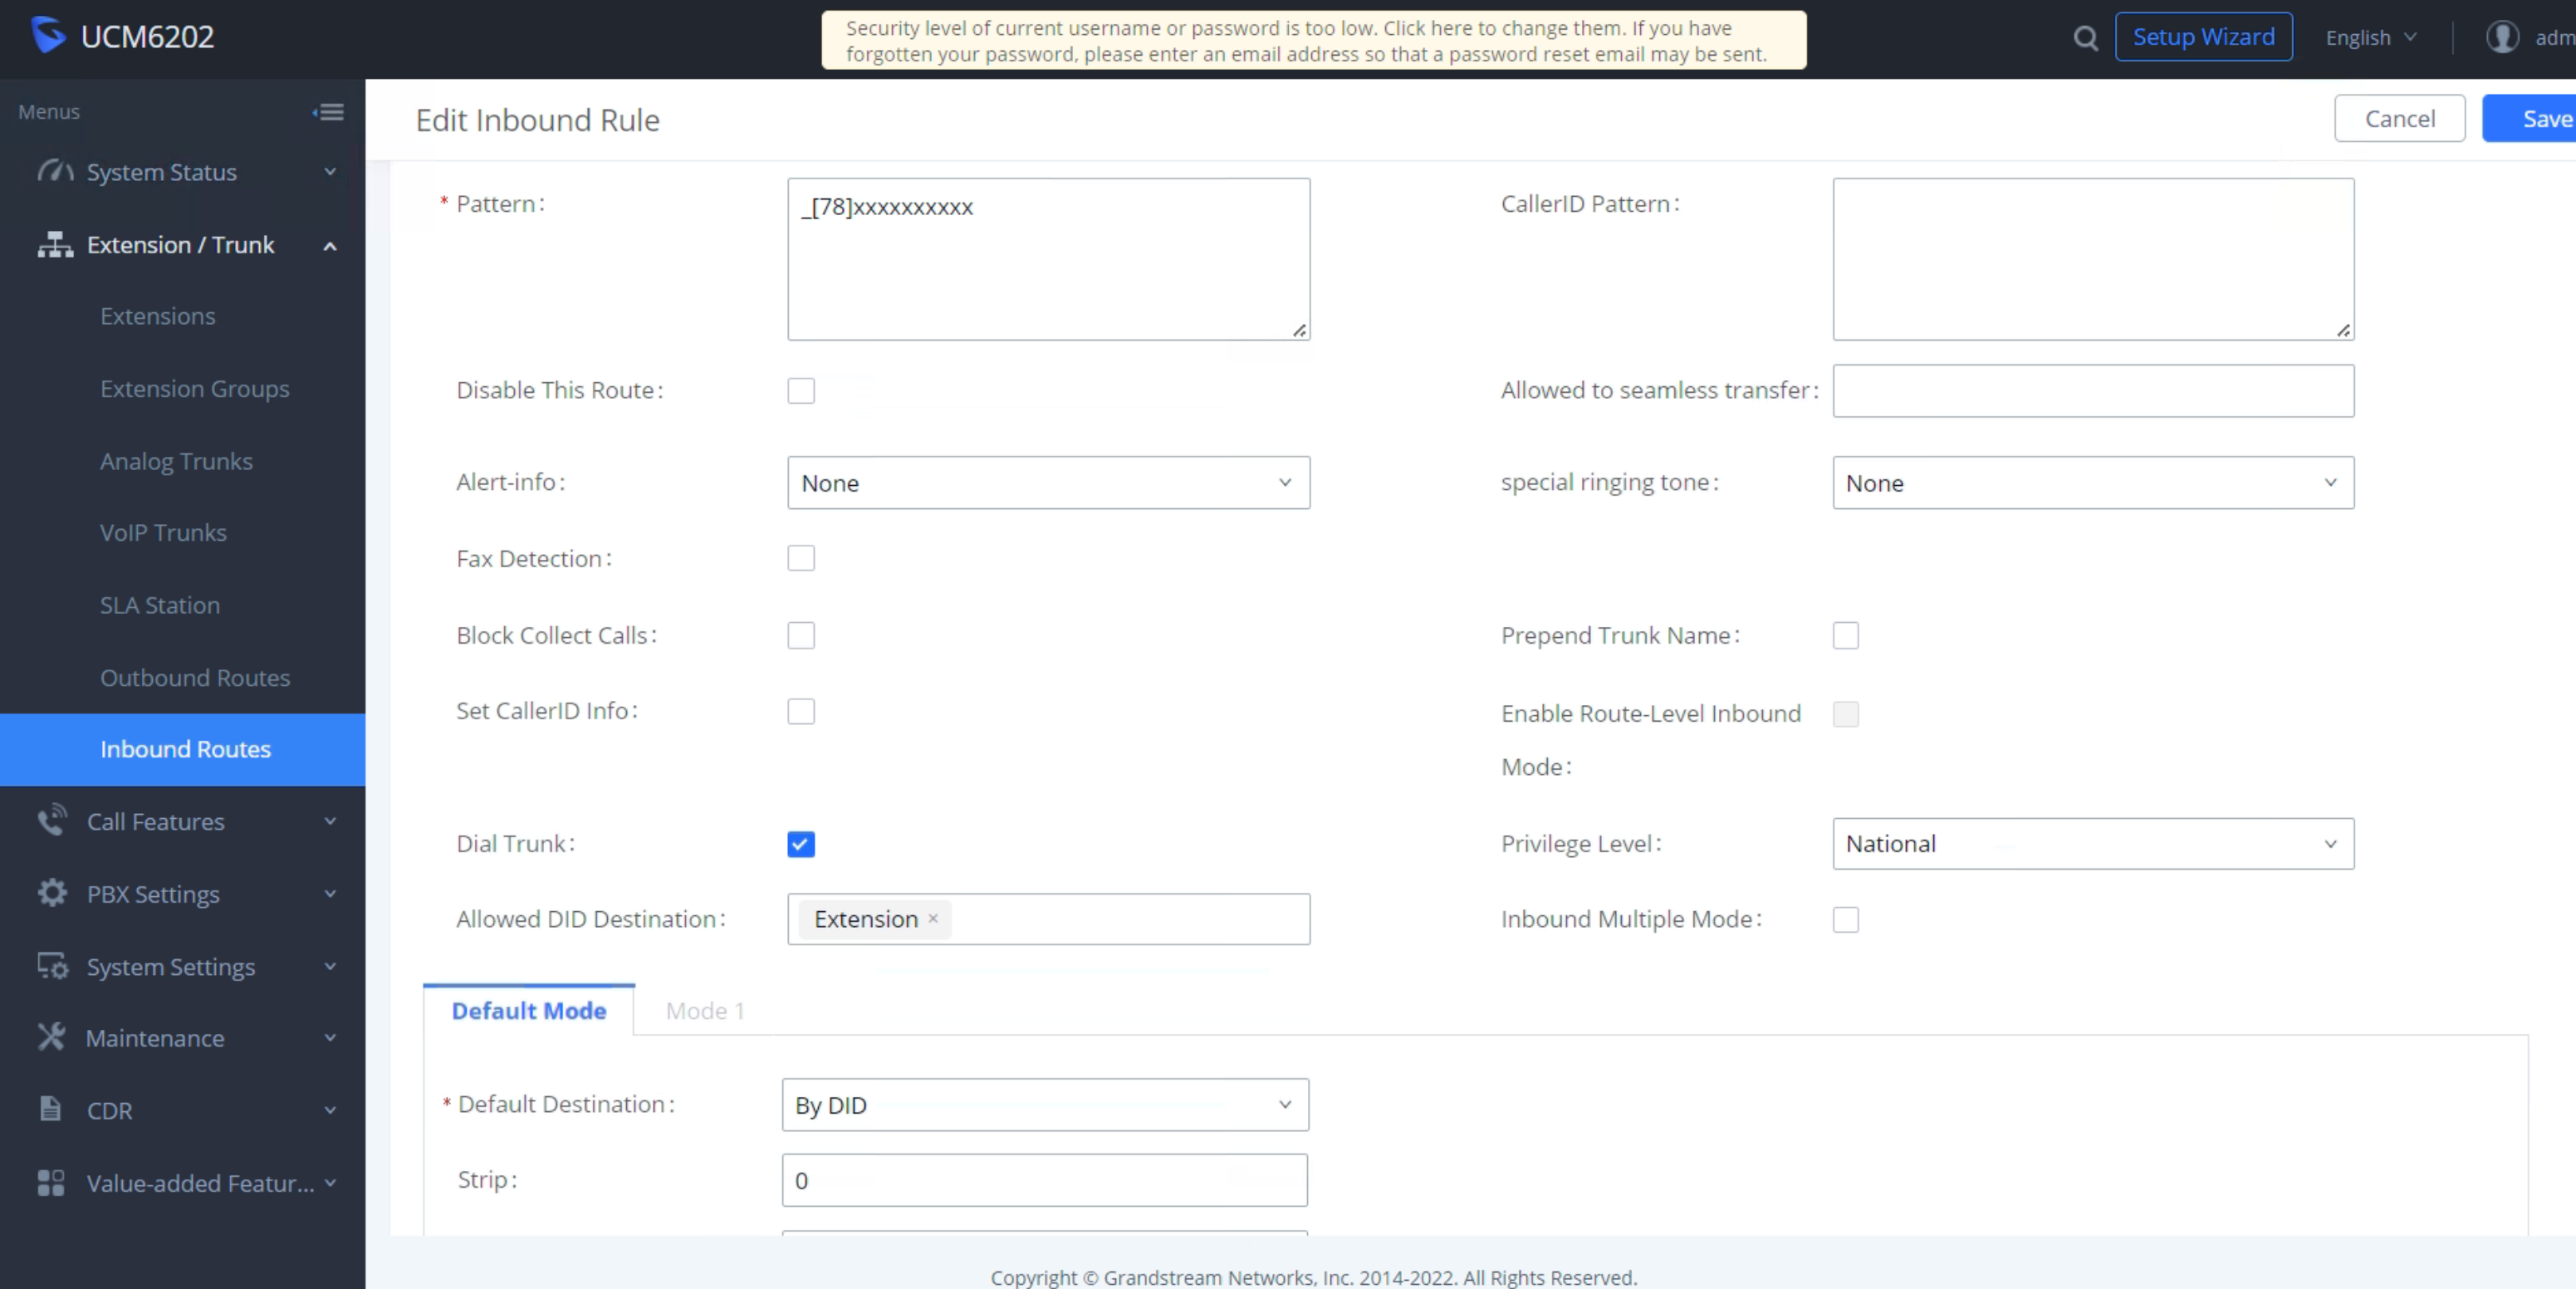 UCM6202
Security level of current username or password is too low. Click here to change them. If you have
forgotten your password, please enter an email address so that a password reset email may be sent.
Setup Wizard
English
adm
Menus
System Status
Extension / Trunk
Extensions
Extension Groups
Analog Trunks
VoIP Trunks
SLA Station
Outbound Routes
Inbound Routes
Call Features
PBX Settings
System Settings
Maintenance
CDR
Value-added Featur...
Edit Inbound Rule
Cancel
Save
* Pattern:
_[78]xxxxxxxxxx
CallerID Pattern:
Disable This Route:
Allowed to seamless transfer:
Alert-info:
None
special ringing tone:
None
Fax Detection:
Block Collect Calls:
Prepend Trunk Name:
Set CallerID Info:
Enable Route-Level Inbound
Mode:
Dial Trunk:
Privilege Level:
National
Allowed DID Destination:
Extension ×
Inbound Multiple Mode:
Default Mode
Mode 1
* Default Destination:
By DID
Strip:
0
Copyright © Grandstream Networks, Inc. 2014-2022. All Rights Reserved.